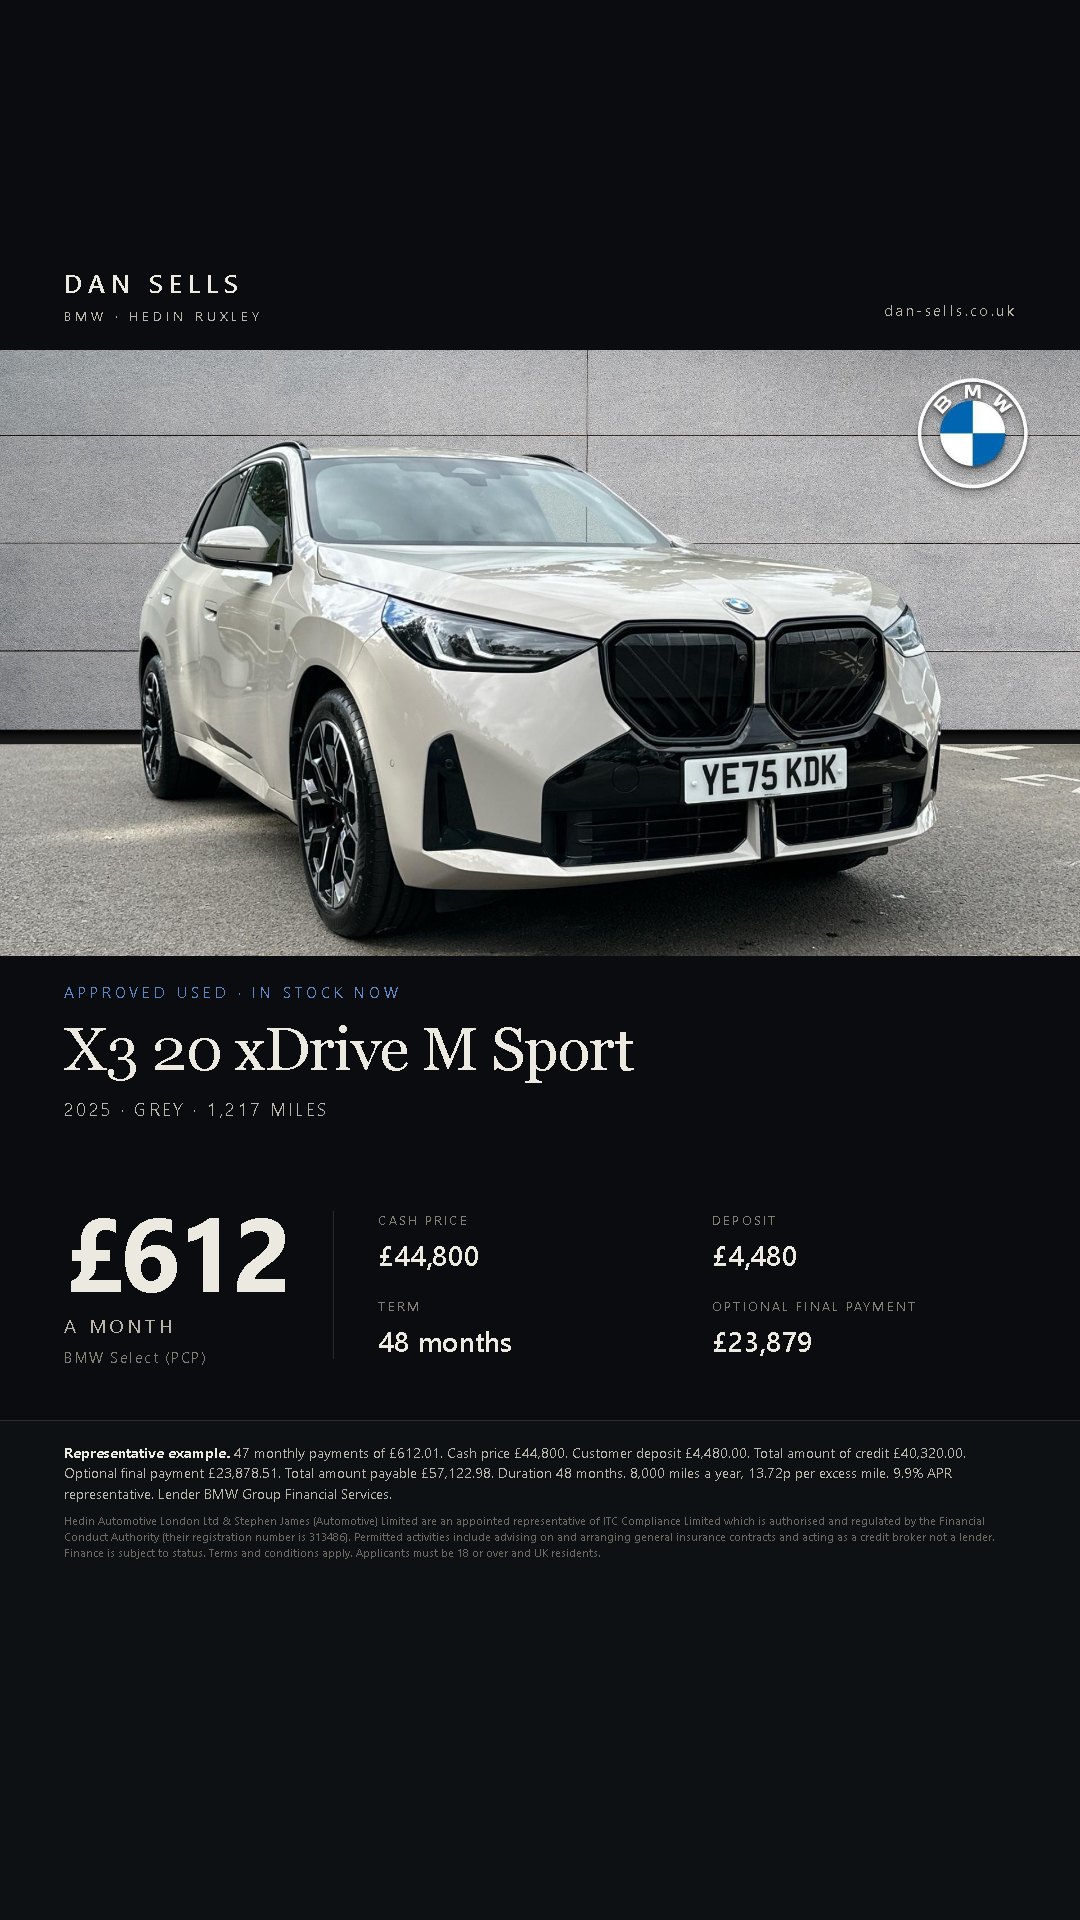 DAN SELLS
BMW · HEDIN RUXLEY
dan-sells.co.uk
BMW
YE75 KDK
APPROVED USED · IN STOCK NOW
X3 20 xDrive M Sport
2025 · GREY · 1,217 MILES
£612
A MONTH
BMW Select (PCP)
CASH PRICE
£44,800
DEPOSIT
£4,480
TERM
48 months
OPTIONAL FINAL PAYMENT
£23,879
Representative example. 47 monthly payments of £612.01. Cash price £44,800. Customer deposit £4,480.00. Total amount of credit £40,320.00.
Optional final payment £23,878.51. Total amount payable £57,122.98. Duration 48 months. 8,000 miles a year, 13.72p per excess mile. 9.9% APR
representative. Lender BMW Group Financial Services.
Hedin Automotive London Ltd & Stephen James (Automotive) Limited are an appointed representative of ITC Compliance Limited which is authorised and regulated by the Financial
Conduct Authority (their registration number is 313486). Permitted activities include advising on and arranging general insurance contracts and acting as a credit broker not a lender.
Finance is subject to status. Terms and conditions apply. Applicants must be 18 or over and UK residents.